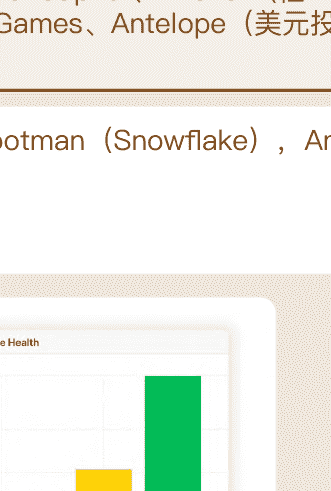 Games、Antelope（美元投
ootman（Snowflake），An
e Health